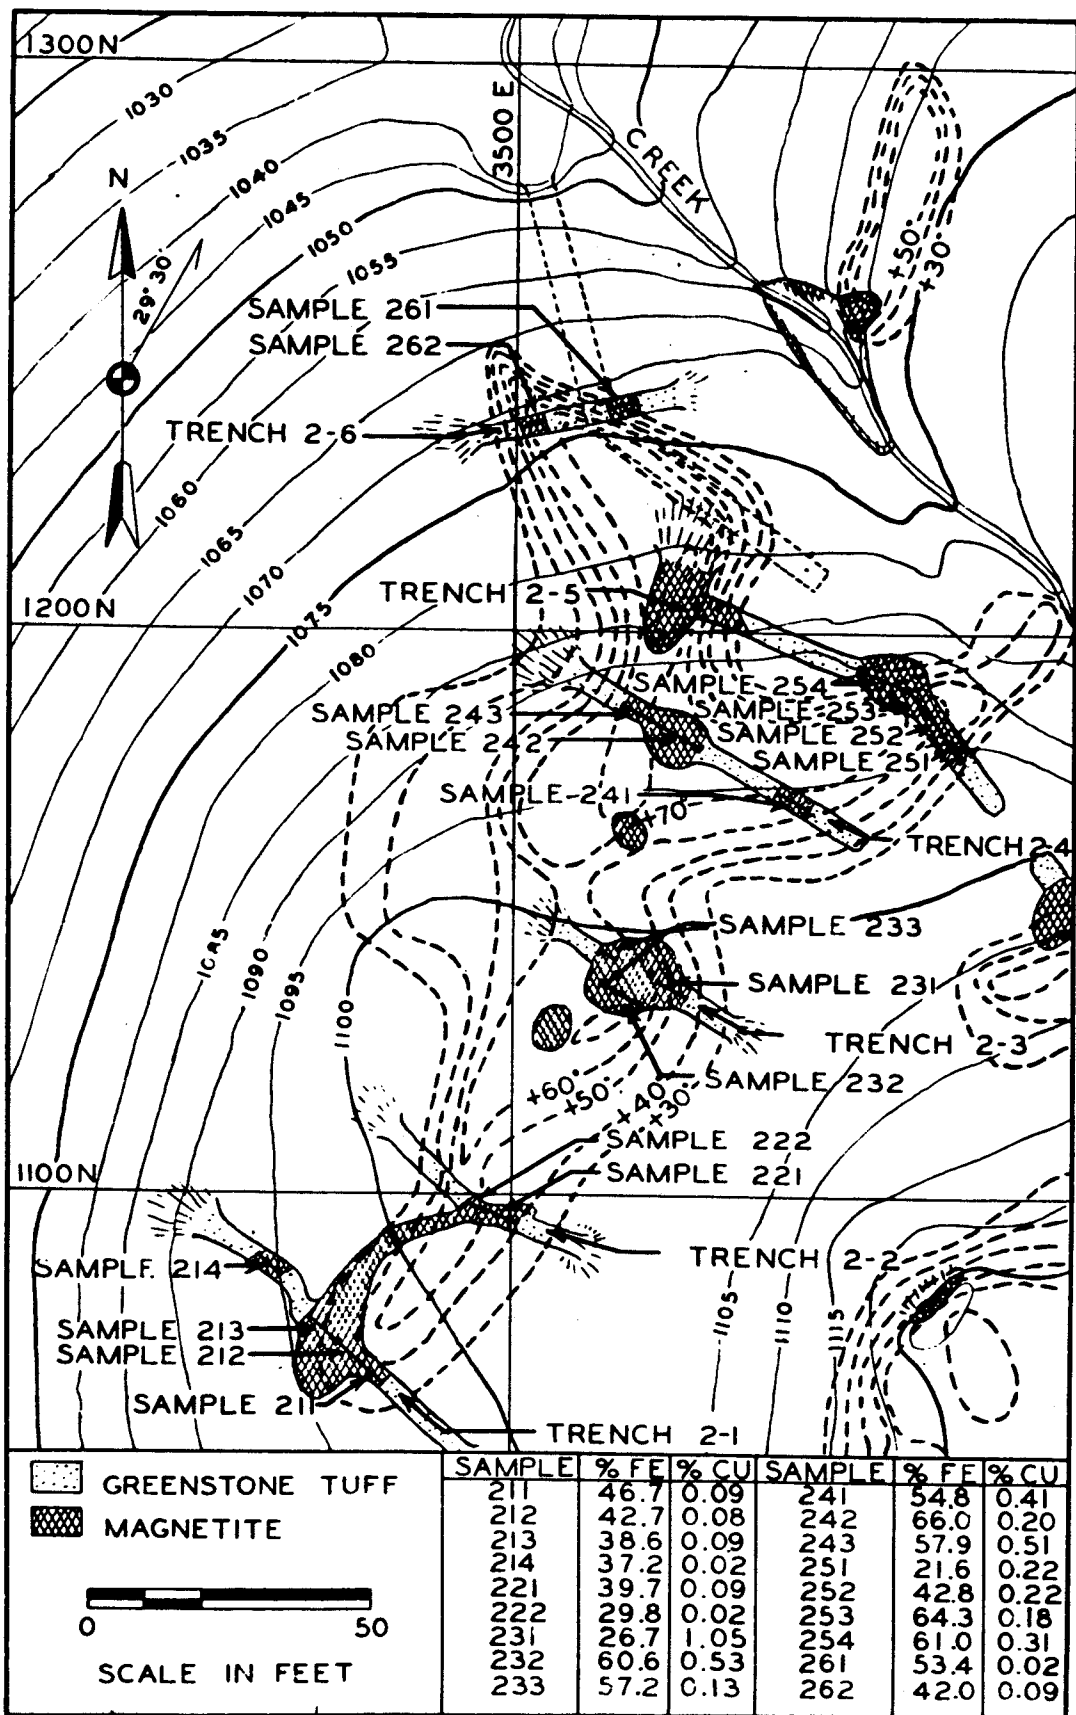 1300N
1030
1035
1040
1045
1050
1055
1060
1065
1070
1075
1080
1085
1090
1095
1100
3500 E
CREEK
N
29° 30'
+50°
+30°
SAMPLE 261
SAMPLE 262
TRENCH 2-6
1200N
TRENCH 2-5
SAMPLE 254
SAMPLE 243
SAMPLE 253
SAMPLE 242
SAMPLE 252
SAMPLE 251
SAMPLE-241
+70°
TRENCH 2-4
SAMPLE 233
SAMPLE 231
TRENCH 2-3
SAMPLE 232
+60°
+50°
+40°
+30°
SAMPLE 222
1100N
SAMPLE 221
TRENCH 2-2
SAMPLE 214
1105
1110
1115
SAMPLE 213
SAMPLE 212
SAMPLE 211
TRENCH 2-1
GREENSTONE TUFF
MAGNETITE
0 50
SCALE IN FEET
SAMPLE % FE % CU SAMPLE % FE % CU
211 46.7 0.09 241 54.8 0.41
212 42.7 0.08 242 66.0 0.20
213 38.6 0.09 243 57.9 0.51
214 37.2 0.02 251 21.6 0.22
221 39.7 0.09 252 42.8 0.22
222 29.8 0.02 253 64.3 0.18
231 26.7 1.05 254 61.0 0.31
232 60.6 0.53 261 53.4 0.02
233 57.2 0.13 262 42.0 0.09